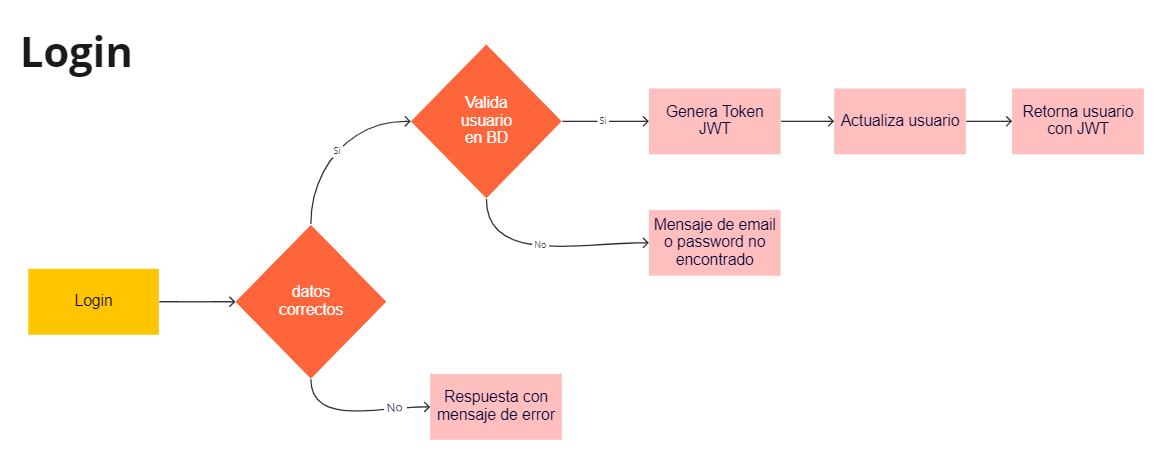 Login
Valida
usuario
en BD
Si
Genera Token
JWT
Actualiza usuario
Retorna usuario
con JWT
Si
No
Mensaje de email
o password no
encontrado
Login
datos
correctos
No
Respuesta con
mensaje de error